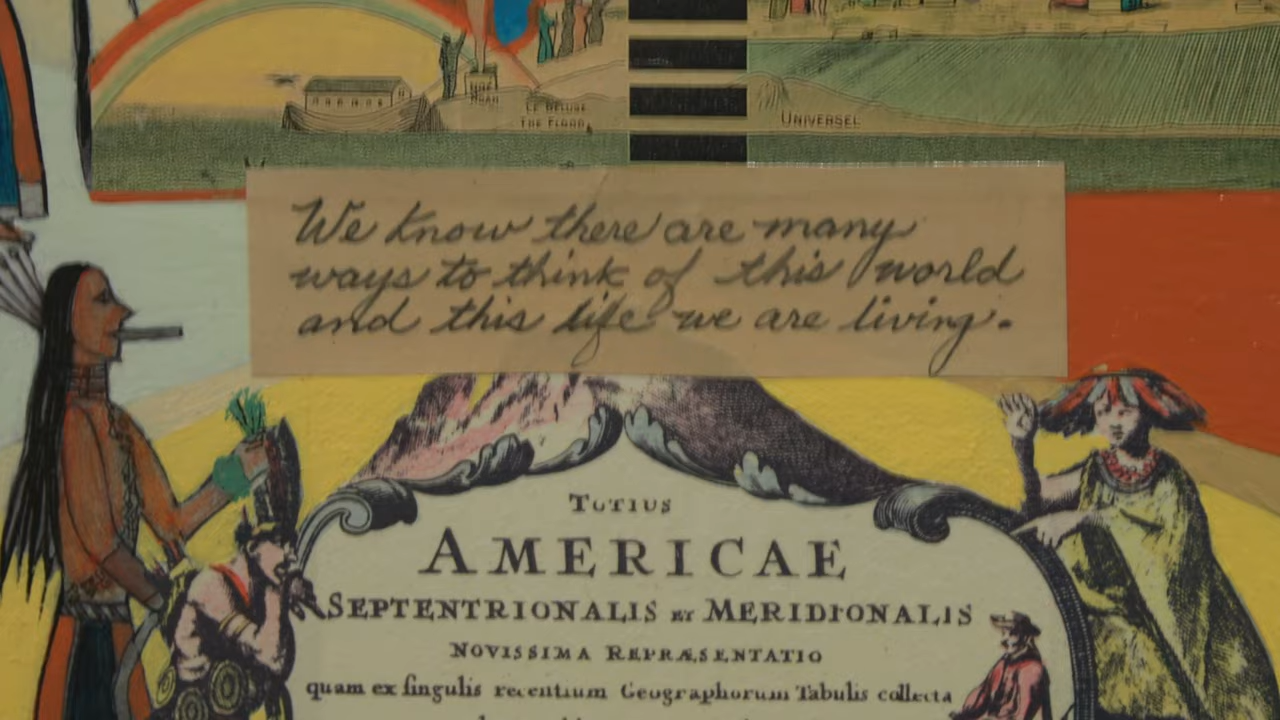 LE DELUGE
THE FLOOD
UNIVERSEL
We know there are many
ways to think of this world
and this life we are living.
TOTIUS
AMERICAE
SEPTENTRIONALIS ET MERIDIONALIS
NOVISSIMA REPRÆSENTATIO
quam ex singulis recentium Geographorum Tabulis collecta